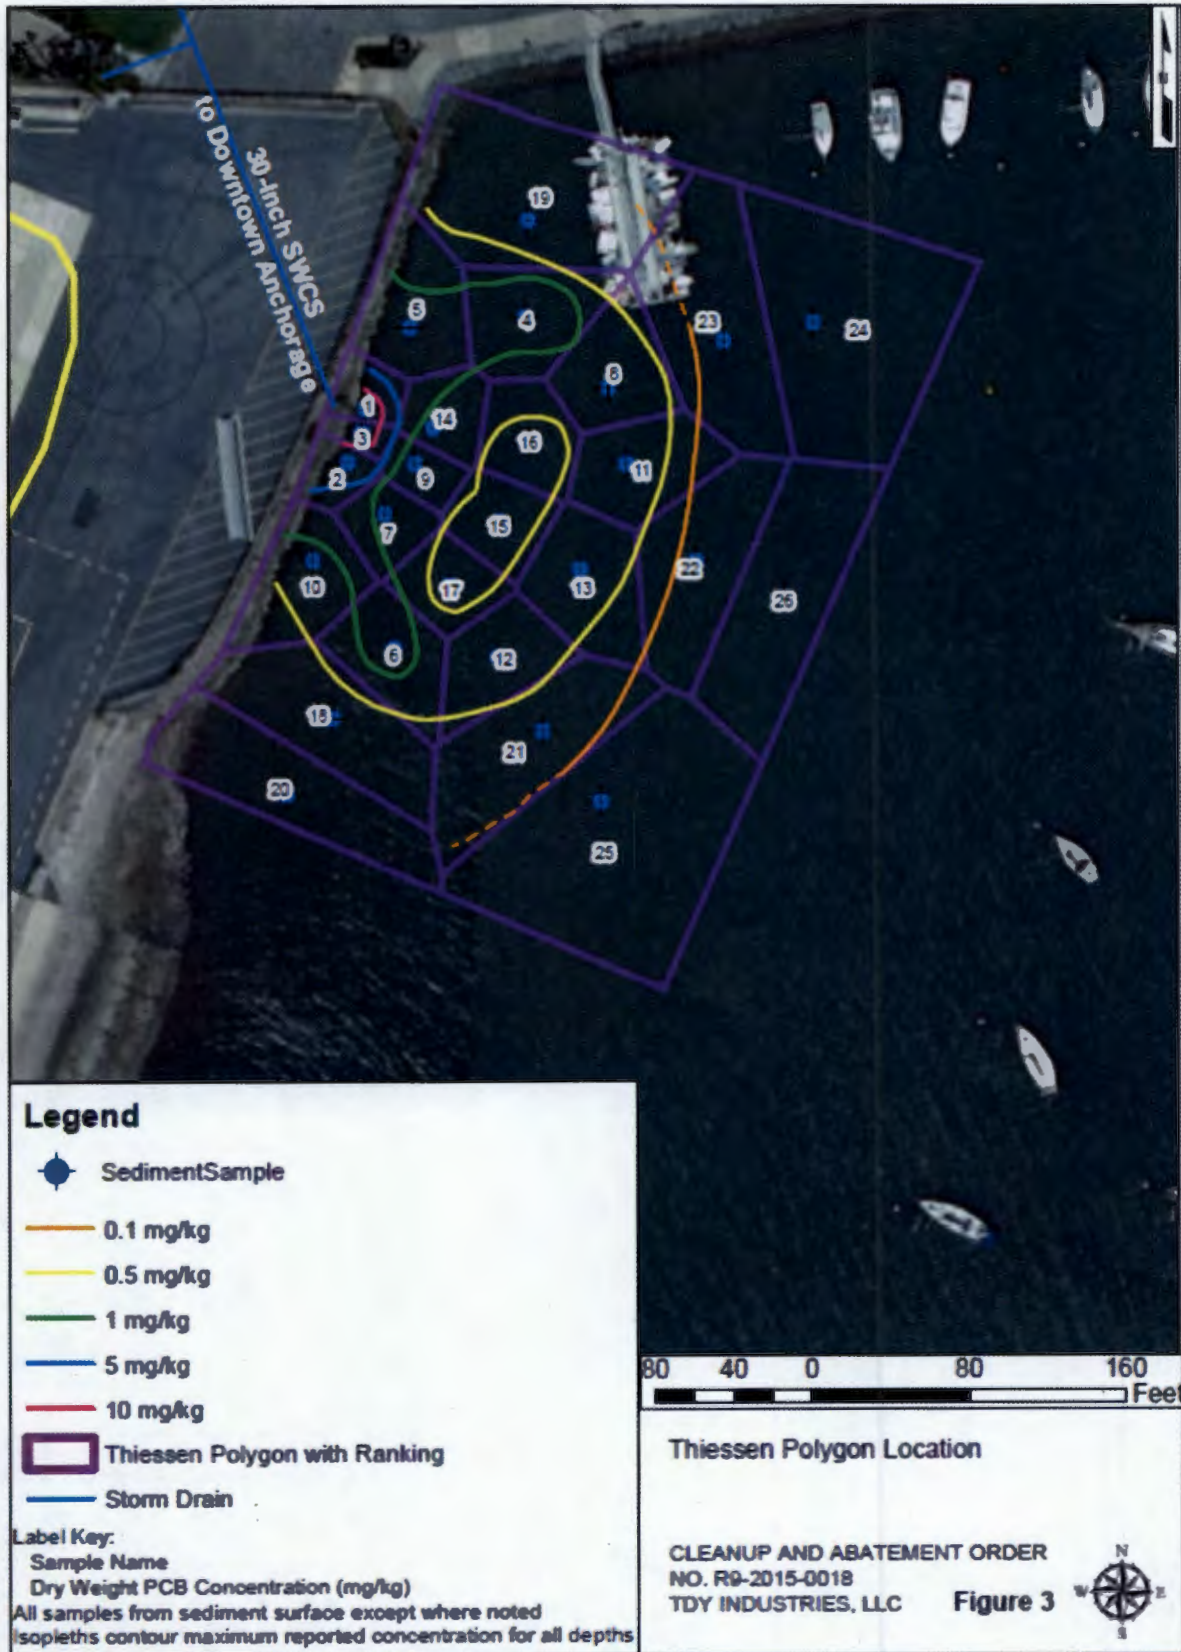 N
30-inch SWCS
to Downtown Anchorage
19
5
4
23
24
8
1
14
3
16
2
9
11
15
7
10
17
13
22
26
6
12
18
21
20
25
Legend
SedimentSample
0.1 mg/kg
0.5 mg/kg
1 mg/kg
5 mg/kg
10 mg/kg
Thiessen Polygon with Ranking
Storm Drain
Label Key:
Sample Name
Dry Weight PCB Concentration (mg/kg)
All samples from sediment surface except where noted
Isopleths contour maximum reported concentration for all depths
80 40 0 80 160
Feet
Thiessen Polygon Location
CLEANUP AND ABATEMENT ORDER
NO. R9-2015-0018
TDY INDUSTRIES, LLC Figure 3
N
W E
S